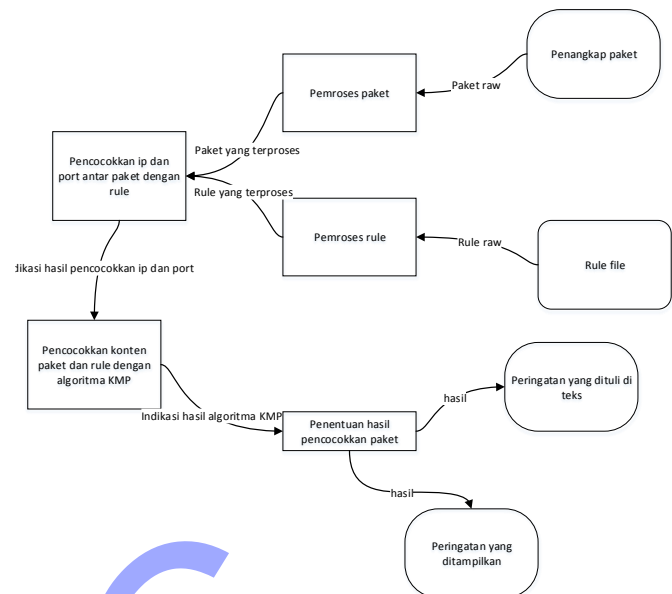 Penangkap paket
Paket raw
Pemroses paket
Paket yang terproses
Pencocokkan ip dan
port antar paket dengan
rule
Rule yang terproses
Pemroses rule
Rule raw
Rule file
dikasi hasil pencokokkan ip dan port
Pencocokkan konten
paket dan rule dengan
algoritma KMP
Indikasi hasil algoritma KMP
Penentuan hasil
pencocokkan paket
hasil
Peringatan yang dituli di
teks
hasil
Peringatan yang
ditampilkan